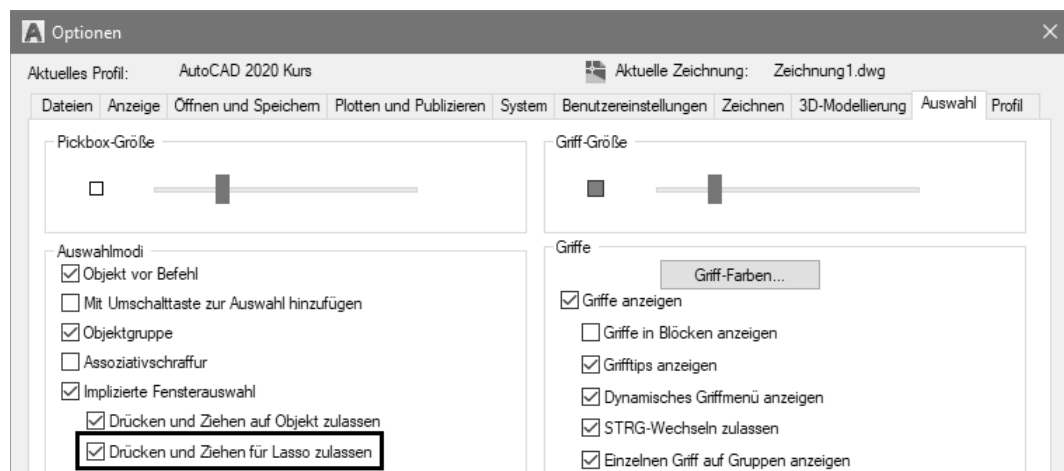 Optionen
Aktuelles Profil: AutoCAD 2020 Kurs Aktuelle Zeichnung: Zeichnung1.dwg
Dateien Anzeige Öffnen und Speichern Plotten und Publizieren System Benutzereinstellungen Zeichnen 3D-Modellierung Auswahl Profil
Pickbox-Größe
Auswahlmodi
Objekt vor Befehl
Mit Umschalttaste zur Auswahl hinzufügen
Objektgruppe
Assoziativschraffur
Implizierte Fensterauswahl
Drücken und Ziehen auf Objekt zulassen
Drücken und Ziehen für Lasso zulassen
Griff-Größe
Griffe
Griff-Farben...
Griffe anzeigen
Griffe in Blöcken anzeigen
Grifftips anzeigen
Dynamisches Griffmenü anzeigen
STRG-Wechseln zulassen
Einzelnen Griff auf Gruppen anzeigen